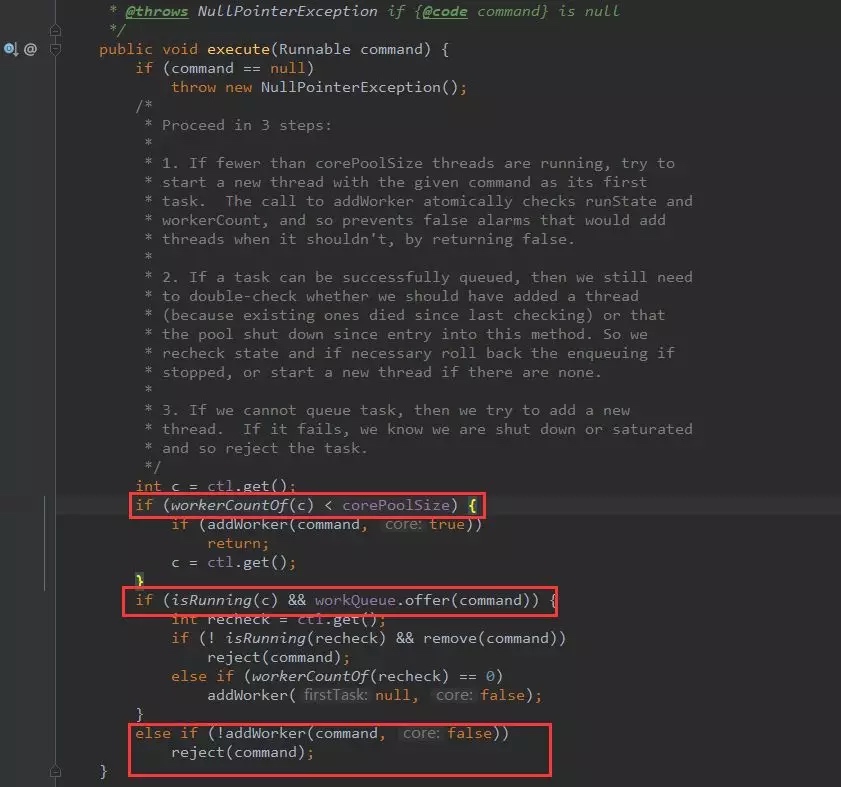 * @throws NullPointerException if {@code command} is null
*/
@ public void execute(Runnable command) {
if (command == null)
throw new NullPointerException();
/*
* Proceed in 3 steps:
*
* 1. If fewer than corePoolSize threads are running, try to
* start a new thread with the given command as its first
* task.  The call to addWorker atomically checks runState and
* workerCount, and so prevents false alarms that would add
* threads when it shouldn't, by returning false.
*
* 2. If a task can be successfully queued, then we still need
* to double-check whether we should have added a thread
* (because existing ones died since last checking) or that
* the pool shut down since entry into this method. So we
* recheck state and if necessary roll back the enqueuing if
* stopped, or start a new thread if there are none.
*
* 3. If we cannot queue task, then we try to add a new
* thread.  If it fails, we know we are shut down or saturated
* and so reject the task.
*/
int c = ctl.get();
if (workerCountOf(c) < corePoolSize) {
if (addWorker(command, core: true))
return;
c = ctl.get();
}
if (isRunning(c) && workQueue.offer(command)) {
int recheck = ctl.get();
if (! isRunning(recheck) && remove(command))
reject(command);
else if (workerCountOf(recheck) == 0)
addWorker( firstTask: null, core: false);
}
else if (!addWorker(command, core: false))
reject(command);
}